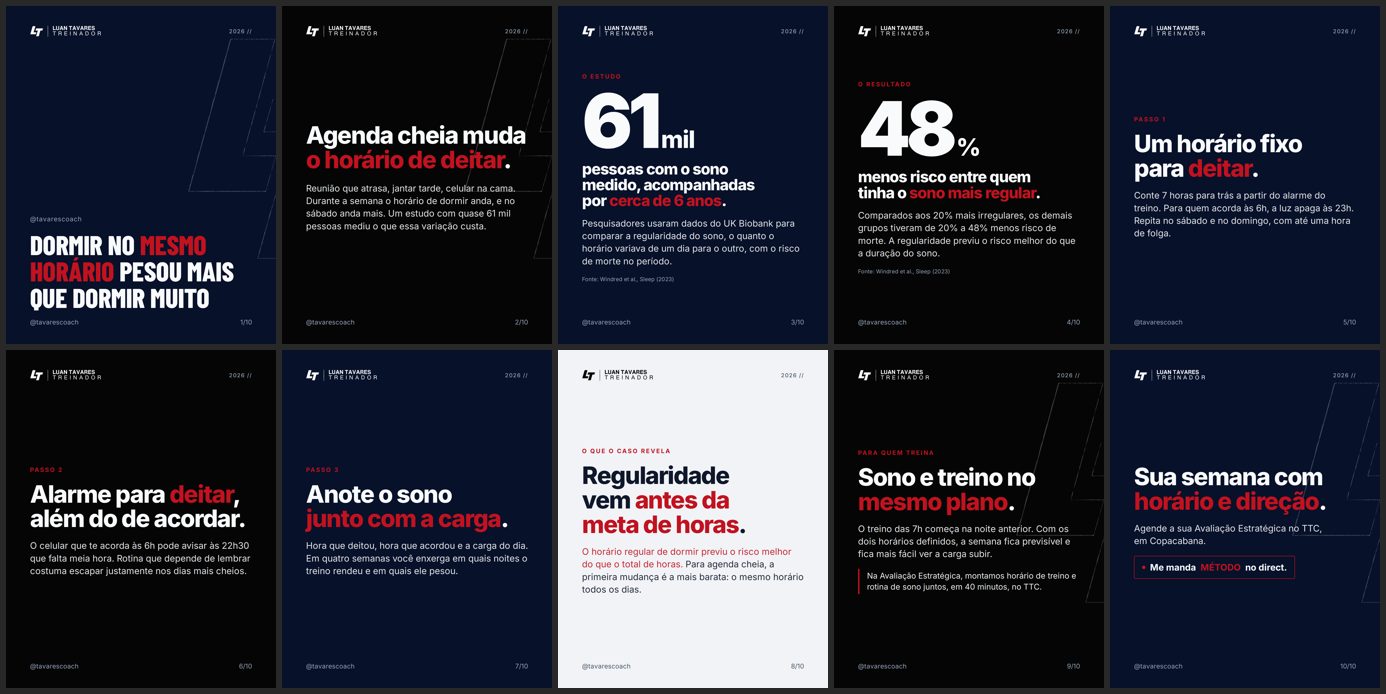 LT | LUAN TAVARES
TREINADOR
2026 //
@tavarescoach
DORMIR NO MESMO
HORÁRIO PESOU MAIS
QUE DORMIR MUITO
@tavarescoach
1/10
LT | LUAN TAVARES
TREINADOR
2026 //
Agenda cheia muda
o horário de deitar.
Reunião que atrasa, jantar tarde, celular na cama.
Durante a semana o horário de dormir anda, e no
sábado anda mais. Um estudo com quase 61 mil
pessoas mediu o que essa variação custa.
@tavarescoach
2/10
LT | LUAN TAVARES
TREINADOR
2026 //
O ESTUDO
61mil
pessoas com o sono
medido, acompanhadas
por cerca de 6 anos.
Pesquisadores usaram dados do UK Biobank para
comparar a regularidade do sono, o quanto o
horário variava de um dia para o outro, com o risco
de morte no período.
Fonte: Windred et al., Sleep (2023)
@tavarescoach
3/10
LT | LUAN TAVARES
TREINADOR
2026 //
O RESULTADO
48%
menos risco entre quem
tinha o sono mais regular.
Comparados aos 20% mais irregulares, os demais
grupos tiveram de 20% a 48% menos risco de
morte. A regularidade previu o risco melhor do que
a duração do sono.
Fonte: Windred et al., Sleep (2023)
@tavarescoach
4/10
LT | LUAN TAVARES
TREINADOR
2026 //
PASSO 1
Um horário fixo
para deitar.
Conte 7 horas para trás a partir do alarme do
treino. Para quem acorda às 6h, a luz apaga às 23h.
Repita no sábado e no domingo, com até uma hora
de folga.
@tavarescoach
5/10
LT | LUAN TAVARES
TREINADOR
2026 //
PASSO 2
Alarme para deitar,
além do de acordar.
O celular que te acorda às 6h pode avisar às 22h30
que falta meia hora. Rotina que depende de lembrar
costuma escapar justamente nos dias mais cheios.
@tavarescoach
6/10
LT | LUAN TAVARES
TREINADOR
2026 //
PASSO 3
Anote o sono
junto com a carga.
Hora que deitou, hora que acordou e a carga do dia.
Em quatro semanas você enxerga em quais noites o
treino rendeu e em quais ele pesou.
@tavarescoach
7/10
LT | LUAN TAVARES
TREINADOR
2026 //
O QUE O CASO REVELA
Regularidade
vem antes da
meta de horas.
O horário regular de dormir previu o risco melhor
do que o total de horas. Para agenda cheia, a
primeira mudança é a mais barata: o mesmo horário
todos os dias.
@tavarescoach
8/10
LT | LUAN TAVARES
TREINADOR
2026 //
PARA QUEM TREINA
Sono e treino no
mesmo plano.
O treino das 7h começa na noite anterior. Com os
dois horários definidos, a semana fica previsível e
fica mais fácil ver a carga subir.
Na Avaliação Estratégica, montamos horário de treino e
rotina de sono juntos, em 40 minutos, no TTC.
@tavarescoach
9/10
LT | LUAN TAVARES
TREINADOR
2026 //
Sua semana com
horário e direção.
Agende a sua Avaliação Estratégica no TTC,
em Copacabana.
• Me manda MÉTODO no direct.
@tavarescoach
10/10